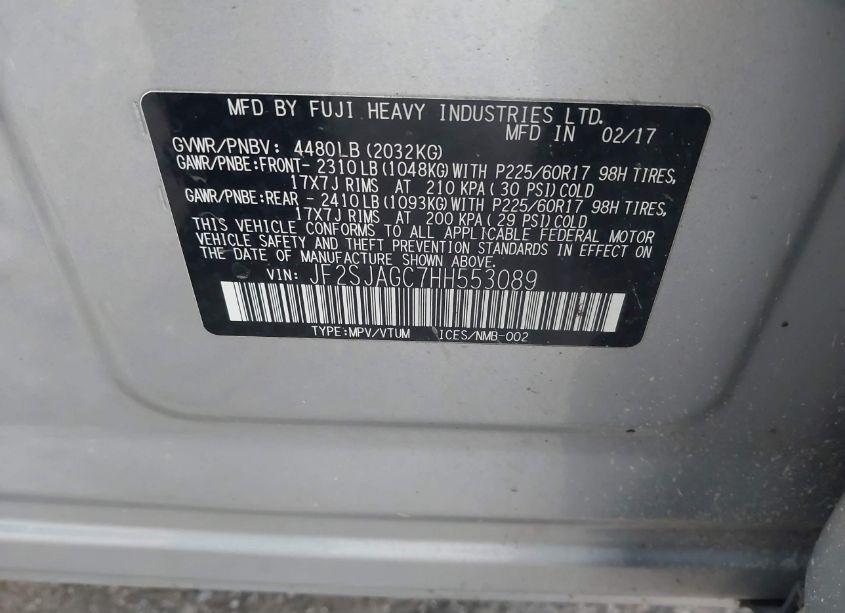 MFD BY FUJI HEAVY INDUSTRIES LTD.
MFD IN 02/17
GVWR/PNBV: 4480LB(2032KG)
GAWR/PNBE:FRONT- 2310LB(1048KG)WITH P225/60R17 98H TIRES,
17X7J RIMS AT 210 KPA( 30 PSI)COLD
GAWR/PNBE:REAR - 2410LB(1093KG)WITH P225/60R17 98H TIRES,
17X7J RIMS AT 200 KPA( 29 PSI)COLD
THIS VEHICLE CONFORMS TO ALL APPLICABLE FEDERAL MOTOR
VEHICLE SAFETY AND THEFT PREVENTION STANDARDS IN EFFECT ON
THE DATE OF MANUFACTURE SHOWN ABOVE.
VIN: JF2SJAGC7HH553089
TYPE:MPV/VTUM ICES/NMB-002